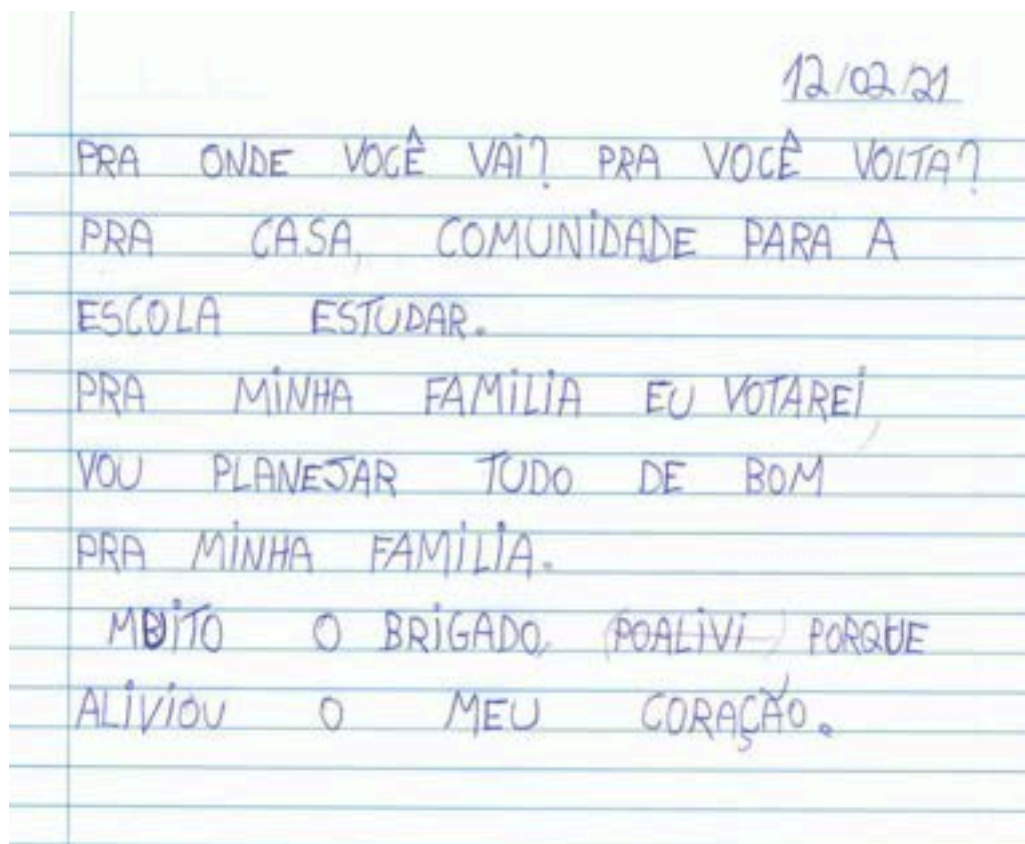 12/02/21
PRA ONDE VOCÊ VAI? PRA VOCÊ VOLTA?
PRA CASA, COMUNIDADE PARA A
ESCOLA ESTUDAR.
PRA MINHA FAMILIA EU VOTAREI,
VOU PLANEJAR TUDO DE BOM
PRA MINHA FAMILIA.
MUITO O BRIGADO, (POALIVI) PORQUE
ALIVIOU O MEU CORAÇÃO.